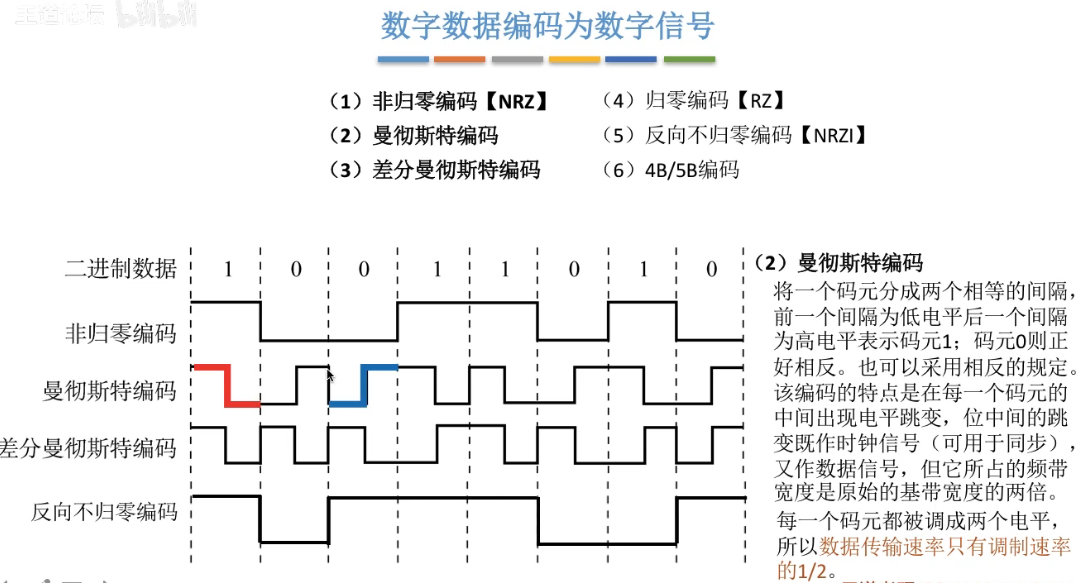 王道论坛 bilibili
数字数据编码为数字信号
（1）非归零编码【NRZ】
（2）曼彻斯特编码
（3）差分曼彻斯特编码
（4）归零编码【RZ】
（5）反向不归零编码【NRZI】
（6）4B/5B编码
二进制数据 1 0 0 1 1 0 1 0
非归零编码
曼彻斯特编码
差分曼彻斯特编码
反向不归零编码
（2）曼彻斯特编码
将一个码元分成两个相等的间隔，
前一个间隔为低电平后一个间隔
为高电平表示码元1；码元0则正
好相反。也可以采用相反的规定。
该编码的特点是在每一个码元的
中间出现电平跳变，位中间的跳
变既作时钟信号（可用于同步），
又作数据信号，但它所占的频带
宽度是原始的基带宽度的两倍。
每一个码元都被调成两个电平，
所以数据传输速率只有调制速率
的1/2。